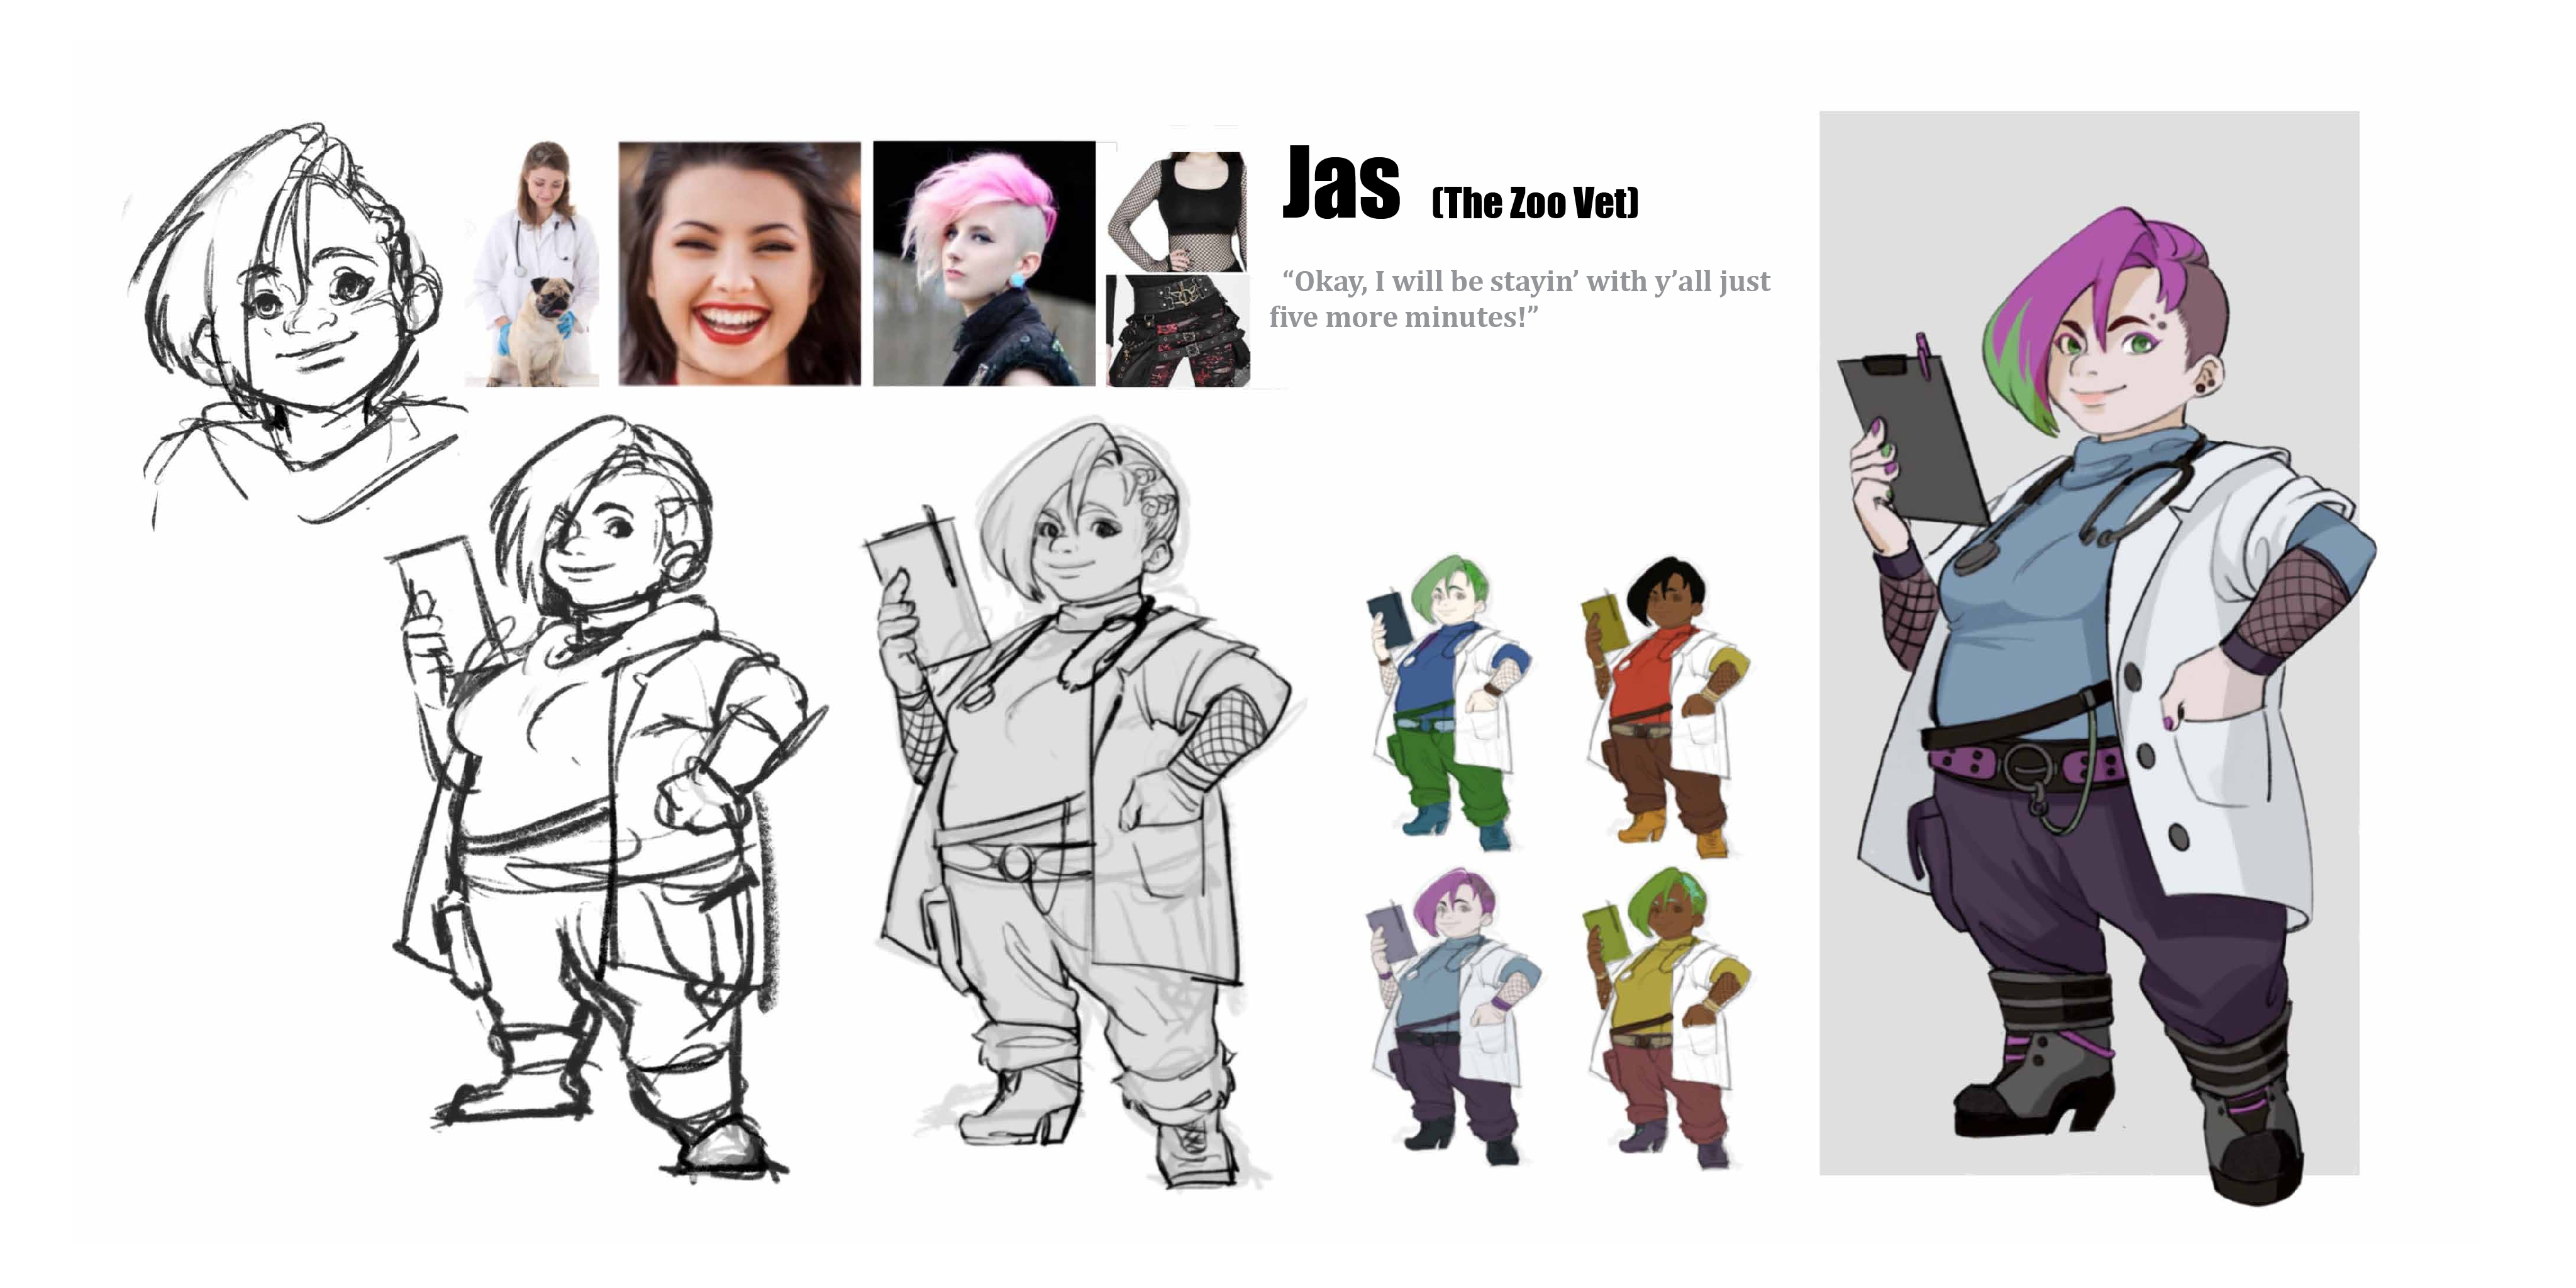 Jas (The Zoo Vet)
“Okay, I will be stayin’ with y’all just
five more minutes!”